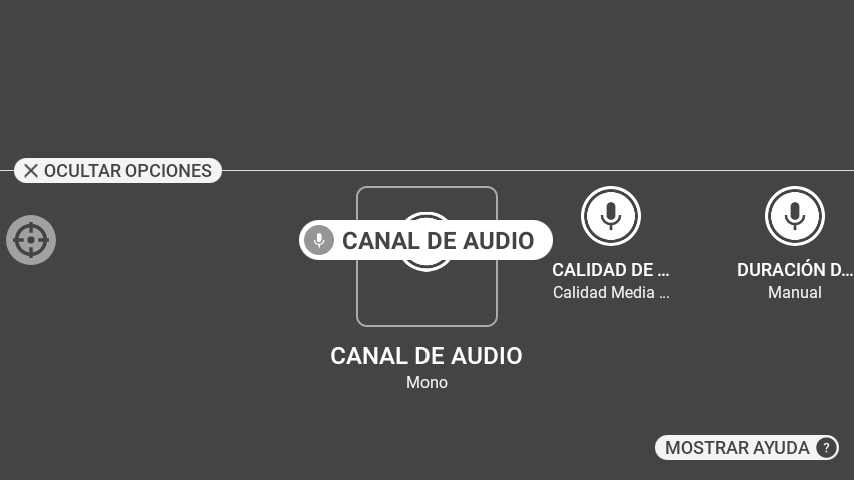 OCULTAR OPCIONES
CANAL DE AUDIO
CALIDAD DE ...
Calidad Media ...
DURACIÓN D...
Manual
CANAL DE AUDIO
Mono
MOSTRAR AYUDA ?